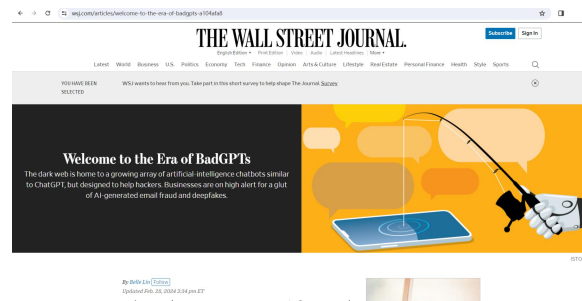 wsj.com/articles/welcome-to-the-era-of-badgpts-a104afa8
THE WALL STREET JOURNAL.
Subscribe Sign In
English Edition Print Edition Video Audio Latest Headlines More
Latest World Business U.S. Politics Economy Tech Finance Opinion Arts & Culture Lifestyle Real Estate Personal Finance Health Style Sports
YOU HAVE BEEN SELECTED
WSJ wants to hear from you. Take part in this short survey to help shape The Journal. Survey
Welcome to the Era of BadGPTs
The dark web is home to a growing array of artificial-intelligence chatbots similar
to ChatGPT, but designed to help hackers. Businesses are on high alert for a glut
of AI-generated email fraud and deepfakes.
ISTO
By Belle Lin Follow
Updated Feb. 28, 2024 3:34 pm ET